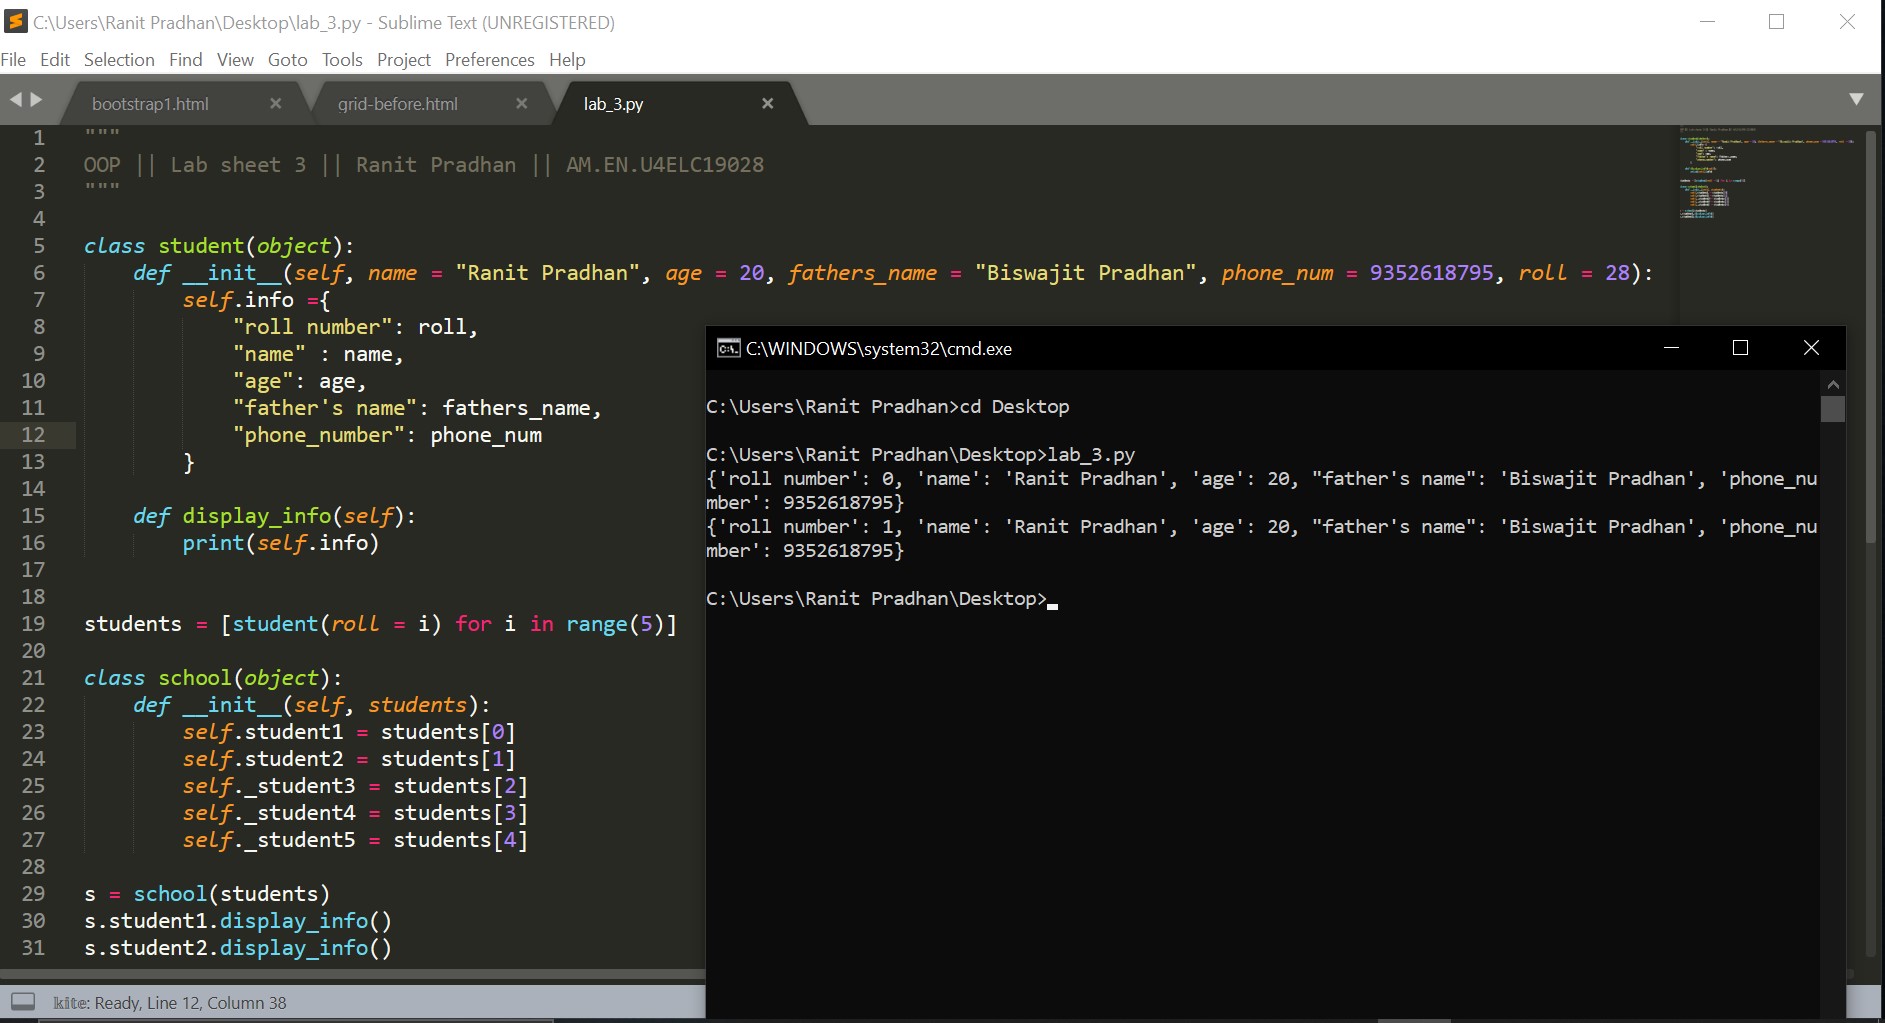 C:\Users\Ranit Pradhan\Desktop\lab_3.py - Sublime Text (UNREGISTERED)
File Edit Selection Find View Goto Tools Project Preferences Help
bootstrap1.html × grid-before.html × lab_3.py ×
1 """
2 OOP || Lab sheet 3 || Ranit Pradhan || AM.EN.U4ELC19028
3 """
4
5 class student(object):
6     def __init__(self, name = "Ranit Pradhan", age = 20, fathers_name = "Biswajit Pradhan", phone_num = 9352618795, roll = 28):
7         self.info ={
8             "roll number": roll,
9             "name" : name,
10             "age": age,
11             "father's name": fathers_name,
12             "phone_number": phone_num
13         }
14
15     def display_info(self):
16         print(self.info)
17
18
19 students = [student(roll = i) for i in range(5)]
20
21 class school(object):
22     def __init__(self, students):
23         self.student1 = students[0]
24         self.student2 = students[1]
25         self._student3 = students[2]
26         self._student4 = students[3]
27         self._student5 = students[4]
28
29 s = school(students)
30 s.student1.display_info()
31 s.student2.display_info()
C:\WINDOWS\system32\cmd.exe
C:\Users\Ranit Pradhan>cd Desktop
C:\Users\Ranit Pradhan\Desktop>lab_3.py
{'roll number': 0, 'name': 'Ranit Pradhan', 'age': 20, "father's name": 'Biswajit Pradhan', 'phone_nu
mber': 9352618795}
{'roll number': 1, 'name': 'Ranit Pradhan', 'age': 20, "father's name": 'Biswajit Pradhan', 'phone_nu
mber': 9352618795}
C:\Users\Ranit Pradhan\Desktop>
kite: Ready, Line 12, Column 38